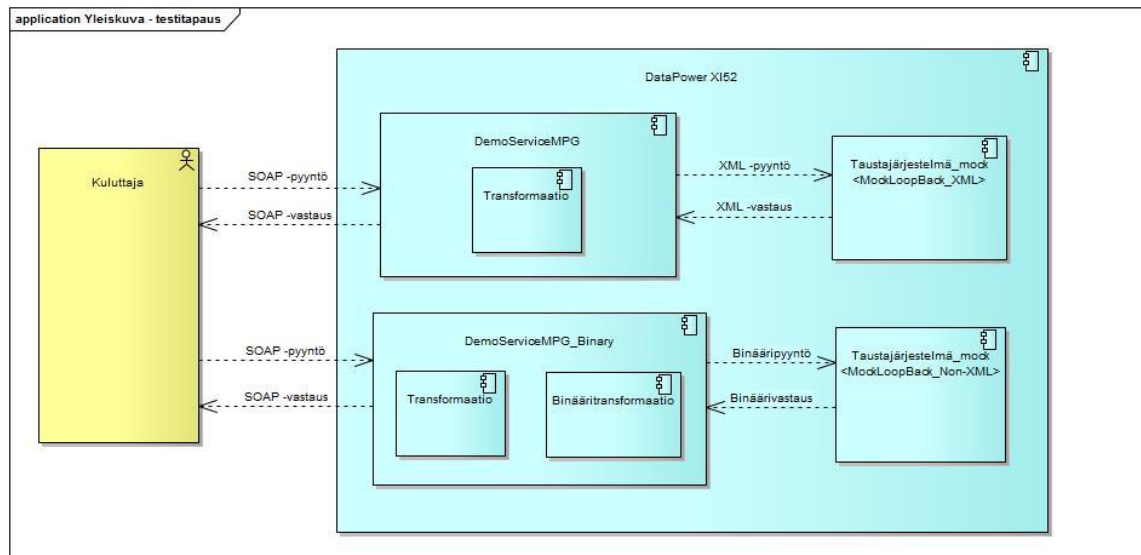 application Yleiskuva - testitapaus
DataPower XI52
Kuluttaja
SOAP -pyyntö
SOAP -vastaus
DemoServiceMPG
Transformaatio
XML -pyyntö
XML -vastaus
Taustajärjestelmä_mock
<MockLoopBack_XML>
SOAP -pyyntö
SOAP -vastaus
DemoServiceMPG_Binary
Transformaatio
Binääritransformaatio
Binääripyyntö
Binäärivastaus
Taustajärjestelmä_mock
<MockLoopBack_Non-XML>